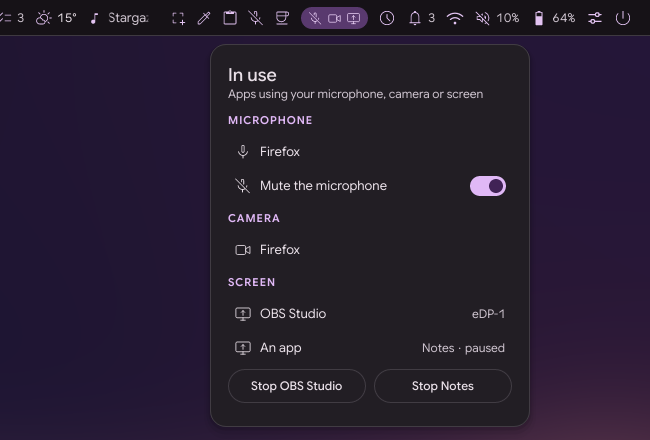 3 15° Starga 3 10% 64%
In use
Apps using your microphone, camera or screen
MICROPHONE
Firefox
Mute the microphone
CAMERA
Firefox
SCREEN
OBS Studio eDP-1
An app Notes · paused
Stop OBS Studio Stop Notes